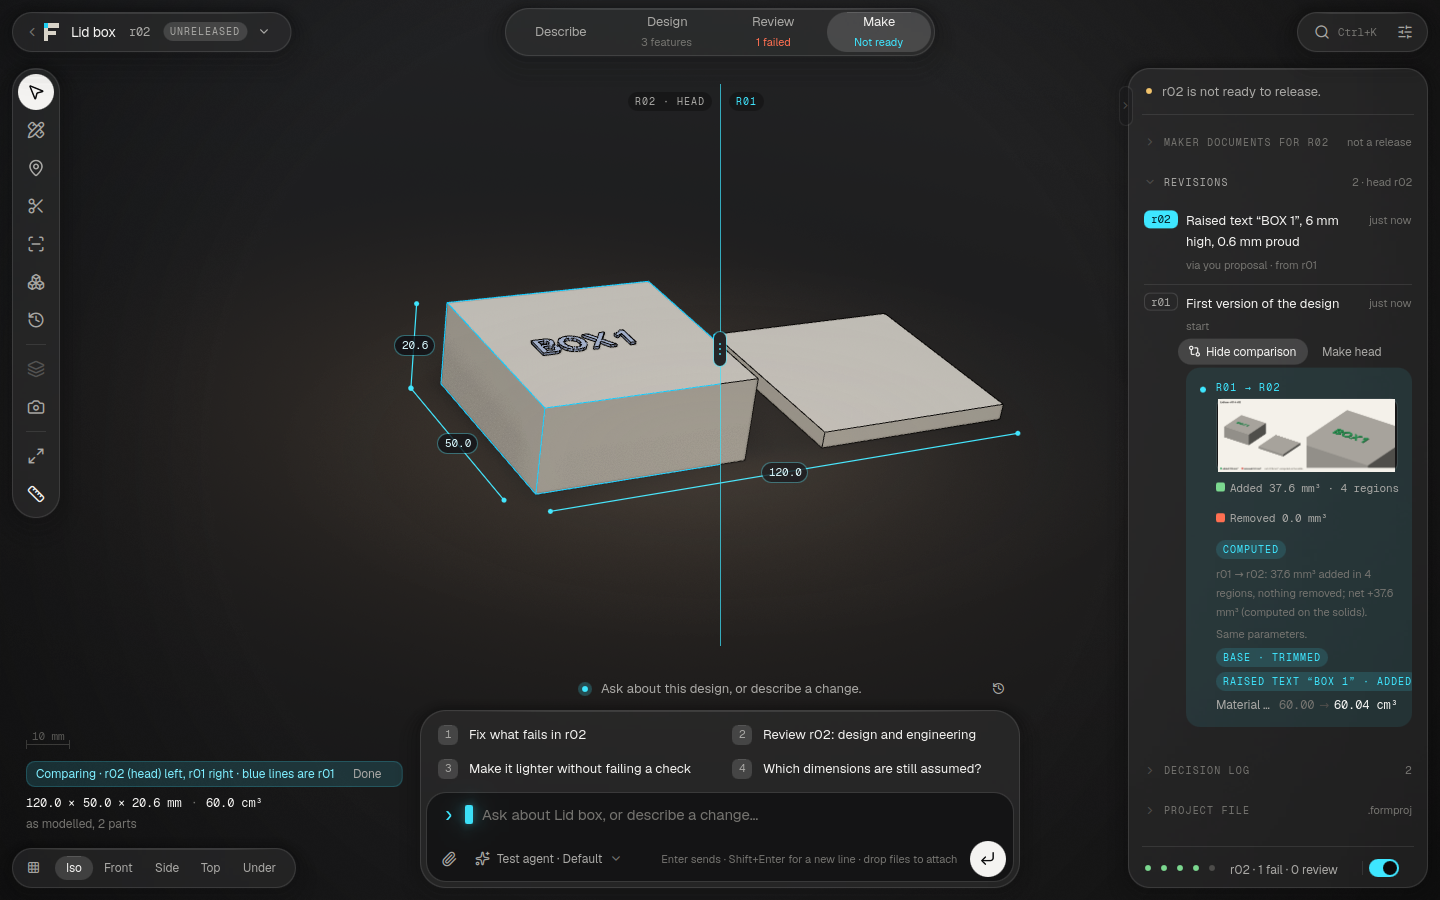 Lid box r02 UNRELEASED
Describe
Design
3 features
Review
1 failed
Make
Not ready
Ctrl+K
R02 · HEAD
R01
BOX 1
20.6
50.0
120.0
r02 is not ready to release.
MAKER DOCUMENTS FOR R02 not a release
REVISIONS 2 · head r02
r02 Raised text “BOX 1”, 6 mm high, 0.6 mm proud just now
via you proposal · from r01
r01 First version of the design just now
start
Hide comparison Make head
R01 → R02
BOX 1
Added 37.6 mm³ · 4 regions
Removed 0.0 mm³
COMPUTED
r01 → r02: 37.6 mm³ added in 4
regions, nothing removed; net +37.6
mm³ (computed on the solids).
Same parameters.
BASE · TRIMMED
RAISED TEXT “BOX 1” · ADDED
Material ... 60.00 → 60.04 cm³
DECISION LOG 2
PROJECT FILE .formproj
r02 · 1 fail · 0 review
Ask about this design, or describe a change.
1 Fix what fails in r02
2 Review r02: design and engineering
3 Make it lighter without failing a check
4 Which dimensions are still assumed?
Ask about Lid box, or describe a change...
Test agent · Default
Enter sends · Shift+Enter for a new line · drop files to attach
10 mm
Comparing · r02 (head) left, r01 right · blue lines are r01 Done
120.0 × 50.0 × 20.6 mm · 60.0 cm³
as modelled, 2 parts
Iso Front Side Top Under